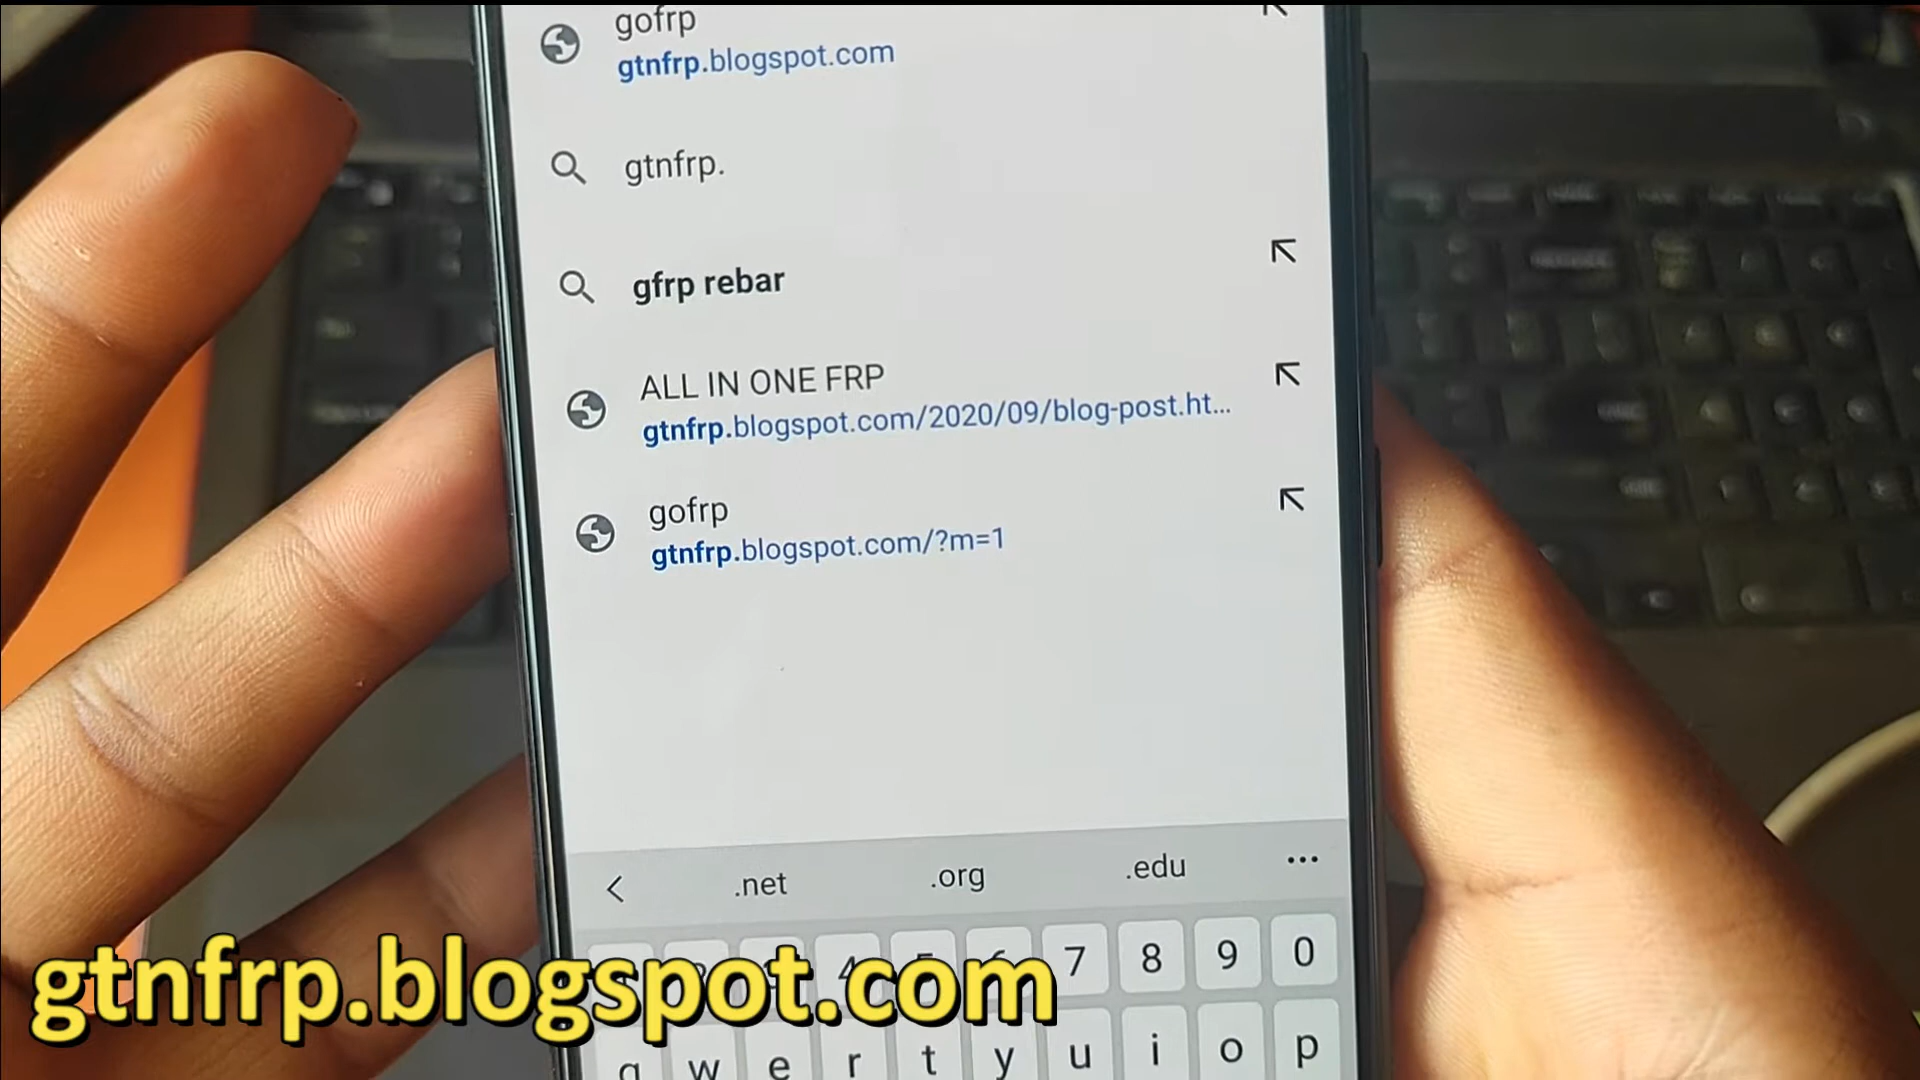 gofrp
gtnfrp.blogspot.com
gtnfrp.
gfrp rebar
ALL IN ONE FRP
gtnfrp.blogspot.com/2020/09/blog-post.ht...
gofrp
gtnfrp.blogspot.com/?m=1
.net .org .edu ...
7 8 9 0
gtnfrp.blogspot.com
q w e r t y u i o p